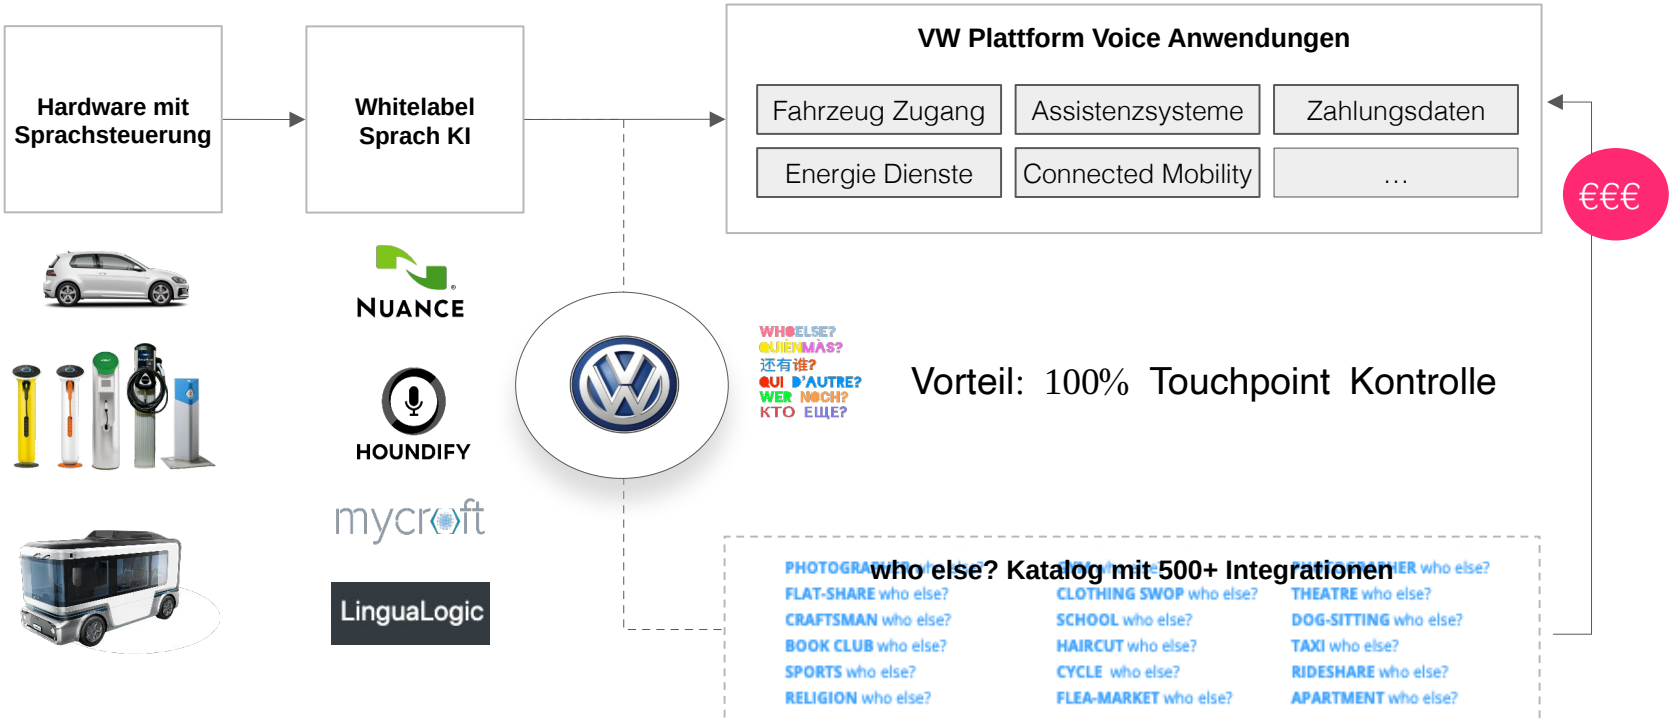 Hardware mit
Sprachsteuerung
Whitelabel
Sprach KI
VW Plattform Voice Anwendungen
Fahrzeug Zugang
Assistenzsysteme
Zahlungsdaten
Energie Dienste
Connected Mobility
...
€€€
NUANCE
HOUNDIFY
mycroft
LinguaLogic
WHOELSE?
QUIÉNMÀS?
还有谁?
QUI D'AUTRE?
WER NOCH?
КТО ЕЩЕ?
Vorteil: 100% Touchpoint Kontrolle
who else? Katalog mit 500+ Integrationen
PHOTOGRAPHER who else?
FLAT-SHARE who else?
CLOTHING SWOP who else?
THEATRE who else?
CRAFTSMAN who else?
SCHOOL who else?
DOG-SITTING who else?
BOOK CLUB who else?
HAIRCUT who else?
TAXI who else?
SPORTS who else?
CYCLE who else?
RIDESHARE who else?
RELIGION who else?
FLEA-MARKET who else?
APARTMENT who else?